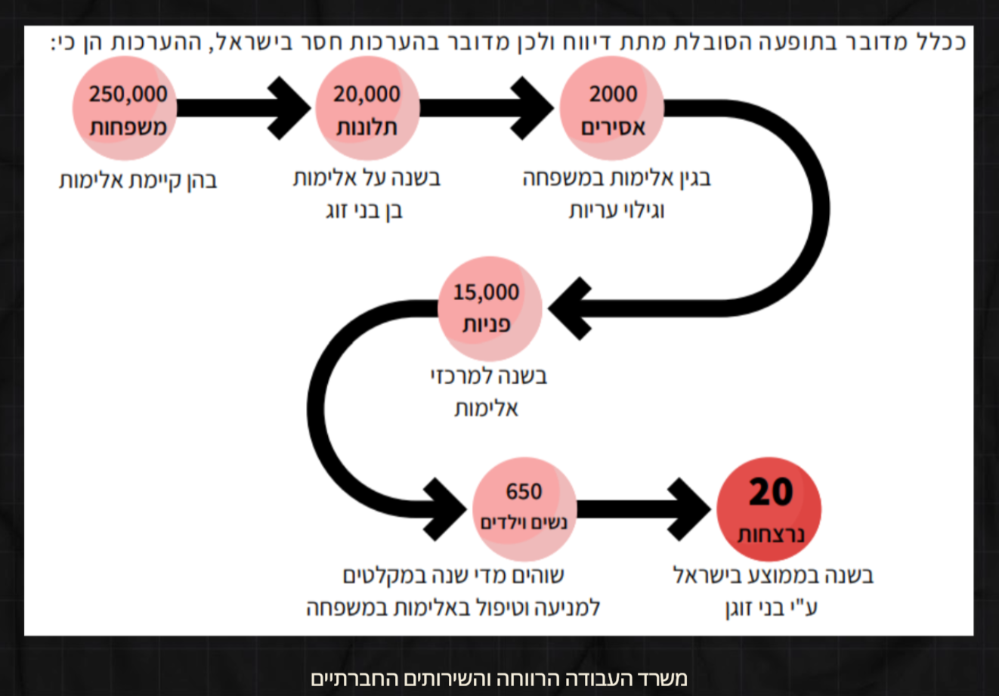 ככלל מדובר בתופעה הסובלת מתת דיווח ולכן מדובר בהערכות חסר בישראל, ההערכות הן כי:
250,000
משפחות
בהן קיימת אלימות
20,000
תלונות
בשנה על אלימות
בן בני זוג
2000
אסירים
בגין אלימות במשפחה
וגילוי עריות
15,000
פניות
בשנה למרכזי
אלימות
650
נשים וילדים
שוהים מדי שנה במקלטים
למניעה וטיפול באלימות במשפחה
20
נרצחות
בשנה בממוצע בישראל
ע"י בני זוגן
משרד העבודה הרווחה והשירותים החברתיים